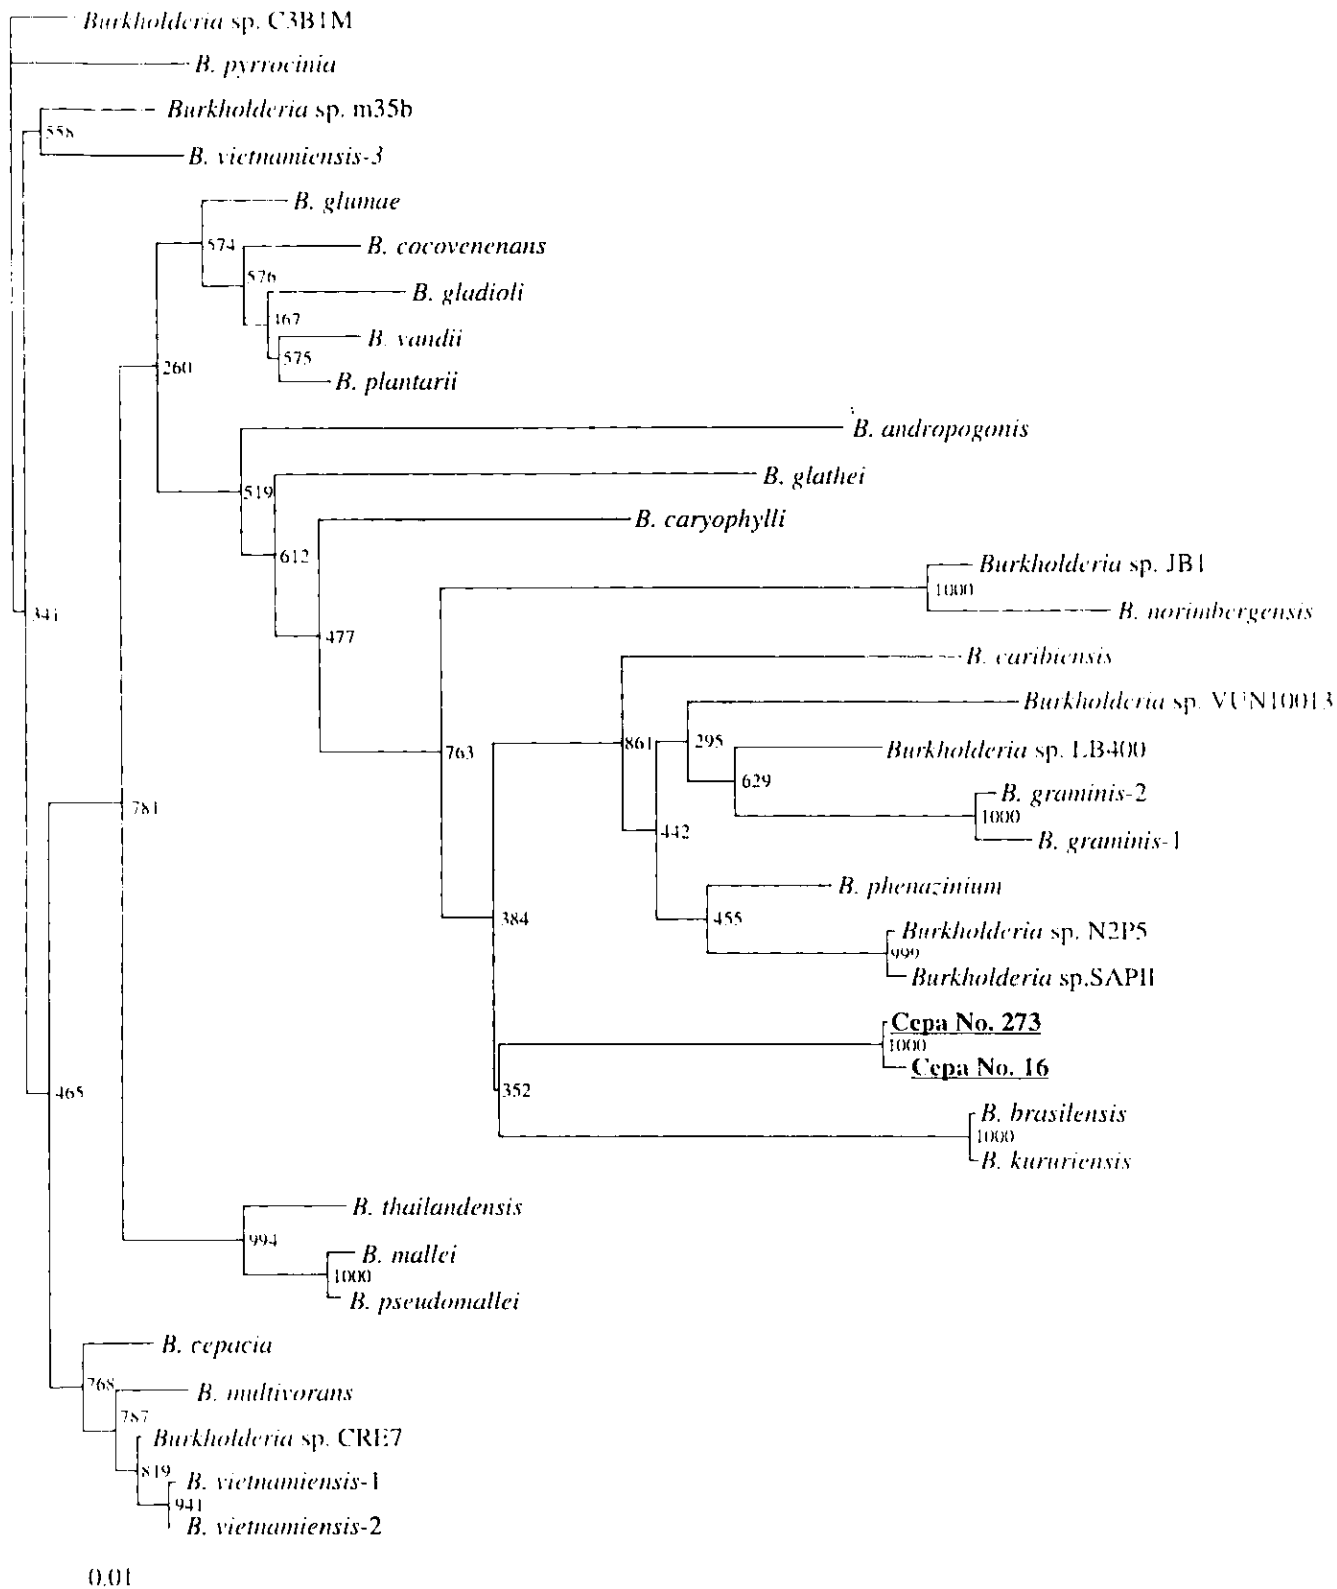 Burkholderia sp. C3B1M
B. pyrrocinia
Burkholderia sp. m35b
558
B. vietnamiensis-3
B. glumae
574
B. cocovenenans
576
B. gladioli
467
B. vandii
575
260
B. plantarii
B. andropogonis
B. glathei
519
B. caryophylli
612
Burkholderia sp. JB1
1000
B. norimbergensis
341
477
B. caribiensis
Burkholderia sp. VUN10013
861
295
763
Burkholderia sp. LB400
629
B. graminis-2
781
1000
442
B. graminis-1
B. phenazinium
384
455
Burkholderia sp. N2P5
999
Burkholderia sp.SAPII
Cepa No. 273
1000
Cepa No. 16
465
352
B. brasilensis
1000
B. kururiensis
B. thailandensis
994
B. mallei
1000
B. pseudomallei
B. cepacia
768
B. multivorans
787
Burkholderia sp. CRE7
819
B. vietnamiensis-1
941
B. vietnamiensis-2
0.01